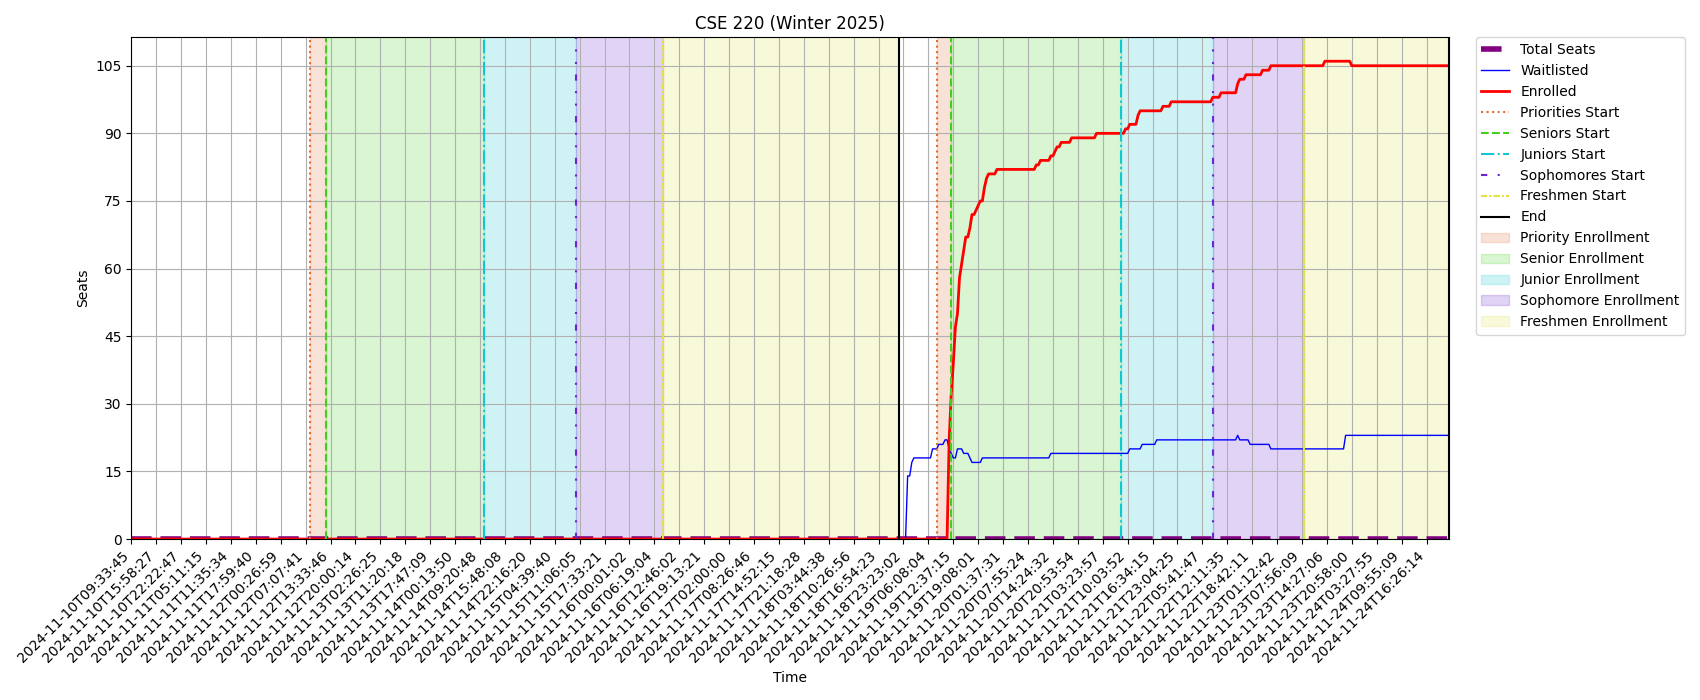 CSE 220 (Winter 2025)
Seats
105
90
75
60
45
30
15
0
2024-11-10T09:33:45
2024-11-10T15:58:27
2024-11-10T22:22:47
2024-11-11T05:11:15
2024-11-11T11:35:34
2024-11-11T17:59:40
2024-11-12T00:26:59
2024-11-12T07:07:41
2024-11-12T13:33:46
2024-11-12T20:00:14
2024-11-13T02:26:25
2024-11-13T11:20:18
2024-11-13T17:47:09
2024-11-14T00:13:50
2024-11-14T09:20:48
2024-11-14T15:48:08
2024-11-14T22:16:20
2024-11-15T04:39:40
2024-11-15T11:06:05
2024-11-15T17:33:21
2024-11-16T00:01:02
2024-11-16T06:19:04
2024-11-16T12:46:02
2024-11-16T19:13:21
2024-11-17T02:00:00
2024-11-17T08:26:46
2024-11-17T14:52:15
2024-11-17T21:18:28
2024-11-18T03:44:38
2024-11-18T10:26:56
2024-11-18T16:54:23
2024-11-18T23:23:02
2024-11-19T06:08:04
2024-11-19T12:37:15
2024-11-19T19:08:01
2024-11-20T01:37:31
2024-11-20T07:55:24
2024-11-20T14:24:32
2024-11-20T20:53:54
2024-11-21T03:23:57
2024-11-21T10:03:52
2024-11-21T16:34:15
2024-11-21T23:04:25
2024-11-22T05:41:47
2024-11-22T12:11:35
2024-11-22T18:42:11
2024-11-23T01:12:42
2024-11-23T07:56:09
2024-11-23T14:27:06
2024-11-23T20:58:00
2024-11-24T03:27:55
2024-11-24T09:55:09
2024-11-24T16:26:14
Time
Total Seats
Waitlisted
Enrolled
Priorities Start
Seniors Start
Juniors Start
Sophomores Start
Freshmen Start
End
Priority Enrollment
Senior Enrollment
Junior Enrollment
Sophomore Enrollment
Freshmen Enrollment